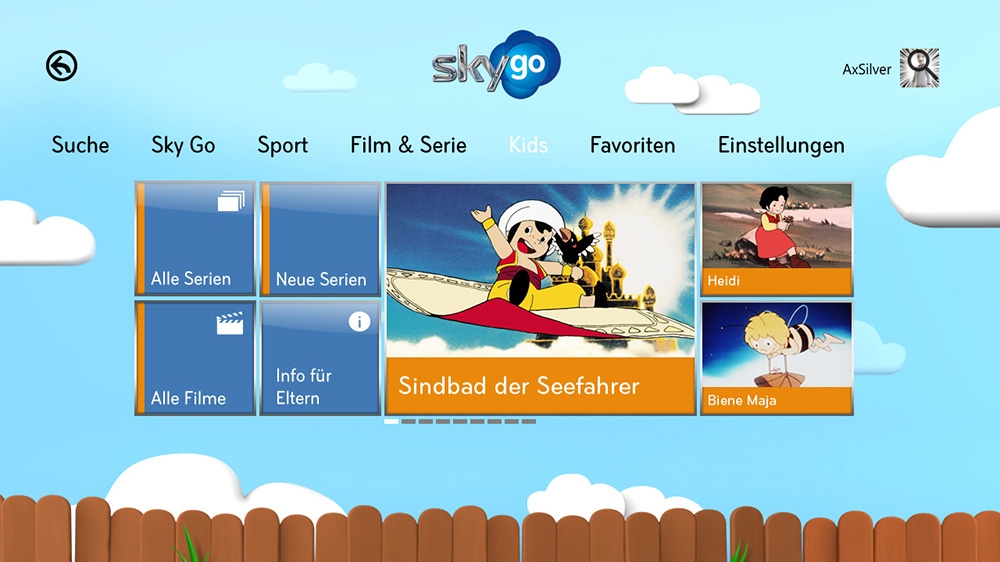 sky go
AxSilver
Suche
Sky Go
Sport
Film & Serie
Kids
Favoriten
Einstellungen
Alle Serien
Neue Serien
Alle Filme
Info für
Eltern
Sindbad der Seefahrer
Heidi
Biene Maja